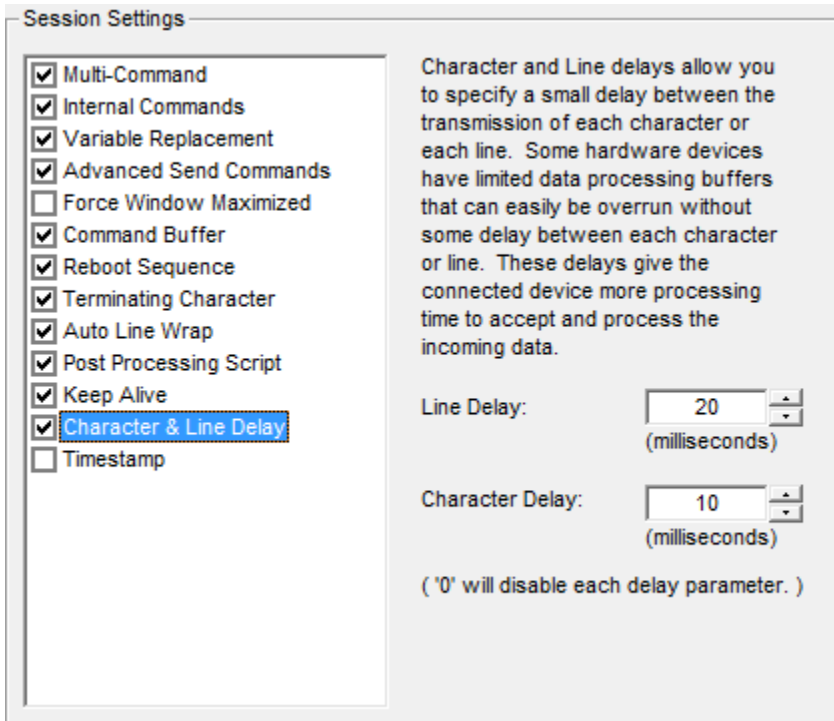 Session Settings
Multi-Command
Internal Commands
Variable Replacement
Advanced Send Commands
Force Window Maximized
Command Buffer
Reboot Sequence
Terminating Character
Auto Line Wrap
Post Processing Script
Keep Alive
Character & Line Delay
Timestamp
Character and Line delays allow you
to specify a small delay between the
transmission of each character or
each line.  Some hardware devices
have limited data processing buffers
that can easily be overrun without
some delay between each character
or line.  These delays give the
connected device more processing
time to accept and process the
incoming data.
Line Delay: 20
(milliseconds)
Character Delay: 10
(milliseconds)
( '0' will disable each delay parameter. )